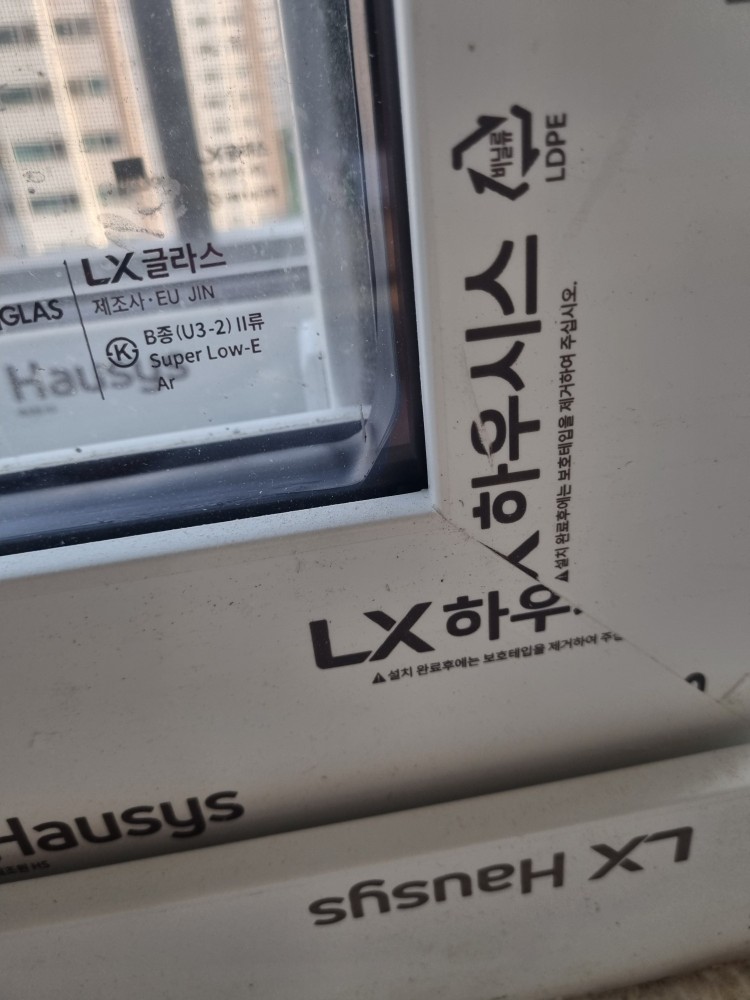 LX글라스
제조사·EU JIN
GLAS
B종(U3-2) II류
Super Low-E
Ar
Hausys
비닐류
LDPE
하우시스
⚠설치 완료후에는 보호테입을 제거하여 주십시오.
LX 하우
⚠설치 완료후에는 보호테입을 제거하여
Hausys
LX Hausys